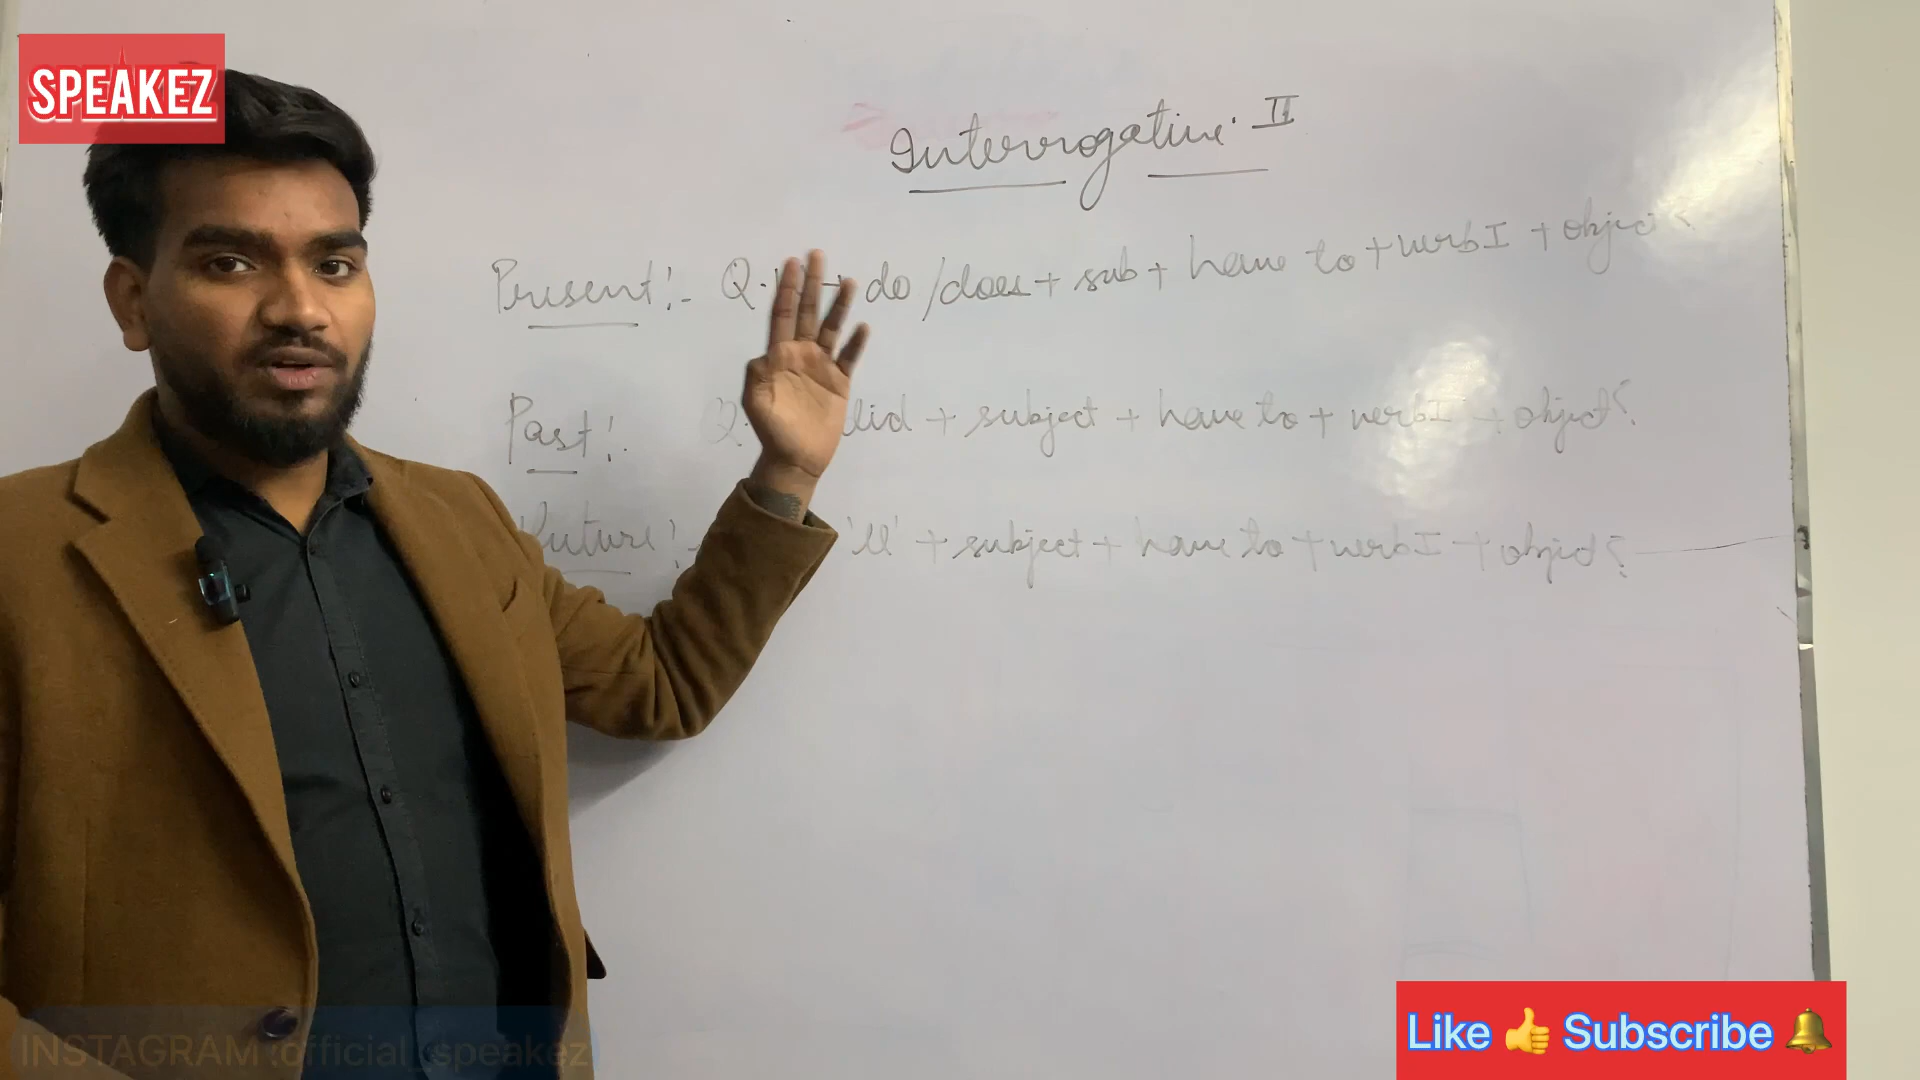 SPEAKEZ
Interrogative. II
Present:- Q. + do /does + sub + have to + verb I + object?
Past:- Q. did + subject + have to + verb I + object?
Future:- 'll' + subject + have to + verb I + object?
INSTAGRAM :official_speakez
Like 👍 Subscribe 🔔